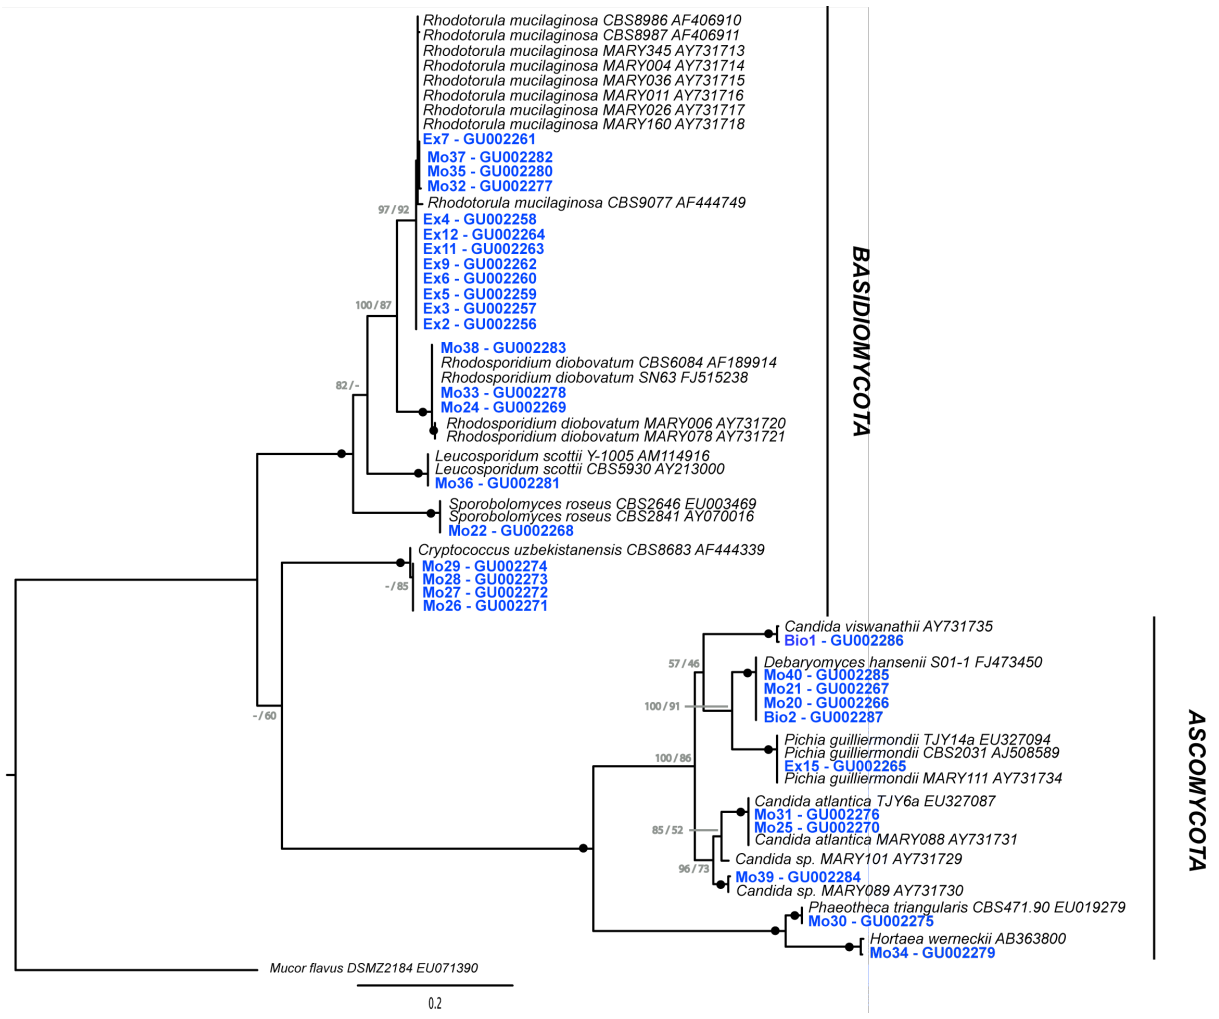 Rhodotorula mucilaginosa CBS8986 AF406910
Rhodotorula mucilaginosa CBS8987 AF406911
Rhodotorula mucilaginosa MARY345 AY731713
Rhodotorula mucilaginosa MARY004 AY731714
Rhodotorula mucilaginosa MARY036 AY731715
Rhodotorula mucilaginosa MARY011 AY731716
Rhodotorula mucilaginosa MARY026 AY731717
Rhodotorula mucilaginosa MARY160 AY731718
Ex7 - GU002261
Mo37 - GU002282
Mo35 - GU002280
Mo32 - GU002277
Rhodotorula mucilaginosa CBS9077 AF444749
97 / 92
Ex4 - GU002258
Ex12 - GU002264
Ex11 - GU002263
Ex9 - GU002262
Ex6 - GU002260
Ex5 - GU002259
100 / 87
Ex3 - GU002257
Ex2 - GU002256
BASIDIOMYCOTA
Mo38 - GU002283
Rhodosporidium diobovatum CBS6084 AF189914
Rhodosporidium diobovatum SN63 FJ515238
82 / -
Mo33 - GU002278
Mo24 - GU002269
Rhodosporidium diobovatum MARY006 AY731720
Rhodosporidium diobovatum MARY078 AY731721
Leucosporidum scottii Y-1005 AM114916
Leucosporidum scottii CBS5930 AY213000
Mo36 - GU002281
Sporobolomyces roseus CBS2646 EU003469
Sporobolomyces roseus CBS2841 AY070016
Mo22 - GU002268
Cryptococcus uzbekistanensis CBS8683 AF444339
Mo29 - GU002274
Mo28 - GU002273
- / 85
Mo27 - GU002272
Mo26 - GU002271
Candida viswanathii AY731735
Bio1 - GU002286
57 / 46
Debaryomyces hansenii S01-1 FJ473450
Mo40 - GU002285
Mo21 - GU002267
Mo20 - GU002266
100 / 91
Bio2 - GU002287
- / 60
Pichia guilliermondii TJY14a EU327094
Pichia guilliermondii CBS2031 AJ508589
100 / 86
Ex15 - GU002265
Pichia guilliermondii MARY111 AY731734
ASCOMYCOTA
Candida atlantica TJY6a EU327087
Mo31 - GU002276
Mo25 - GU002270
85 / 52
Candida atlantica MARY088 AY731731
Candida sp. MARY101 AY731729
96 / 73
Mo39 - GU002284
Candida sp. MARY089 AY731730
Phaeotheca triangularis CBS471.90 EU019279
Mo30 - GU002275
Hortaea werneckii AB363800
Mo34 - GU002279
Mucor flavus DSMZ2184 EU071390
0.2